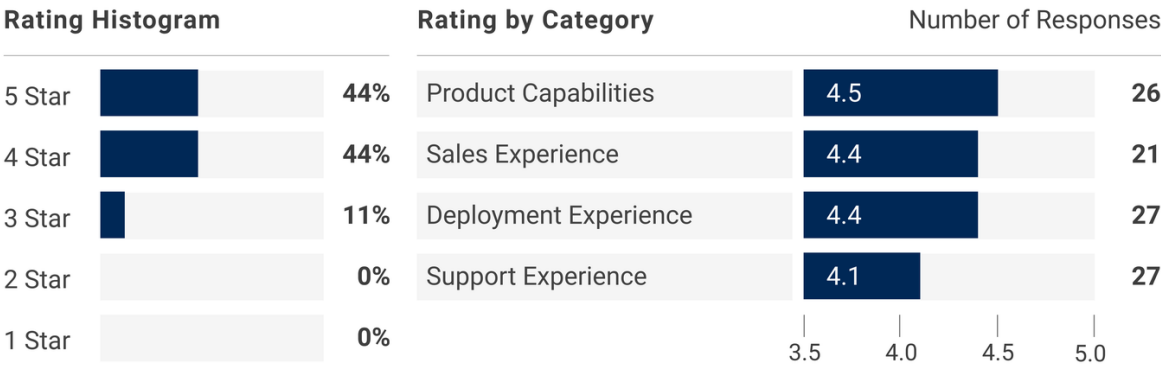 Rating Histogram
5 Star 44%
4 Star 44%
3 Star 11%
2 Star 0%
1 Star 0%
Rating by Category Number of Responses
Product Capabilities 4.5 26
Sales Experience 4.4 21
Deployment Experience 4.4 27
Support Experience 4.1 27
3.5 4.0 4.5 5.0